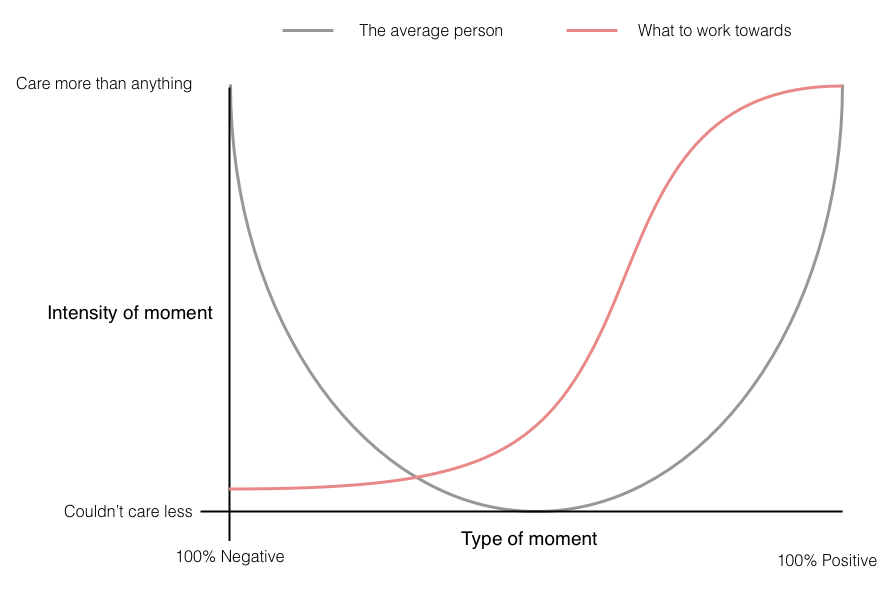 The average person
What to work towards
Care more than anything
Intensity of moment
Couldn’t care less
Type of moment
100% Negative
100% Positive